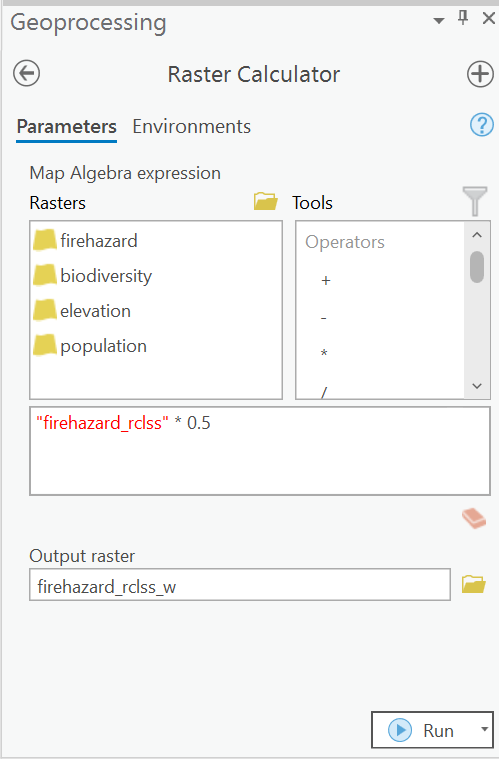 Geoprocessing
Raster Calculator
Parameters Environments
?
Map Algebra expression
Rasters
Tools
firehazard
biodiversity
elevation
population
Operators
+
-
*
/
"firehazard_rclss" * 0.5
Output raster
firehazard_rclss_w
Run